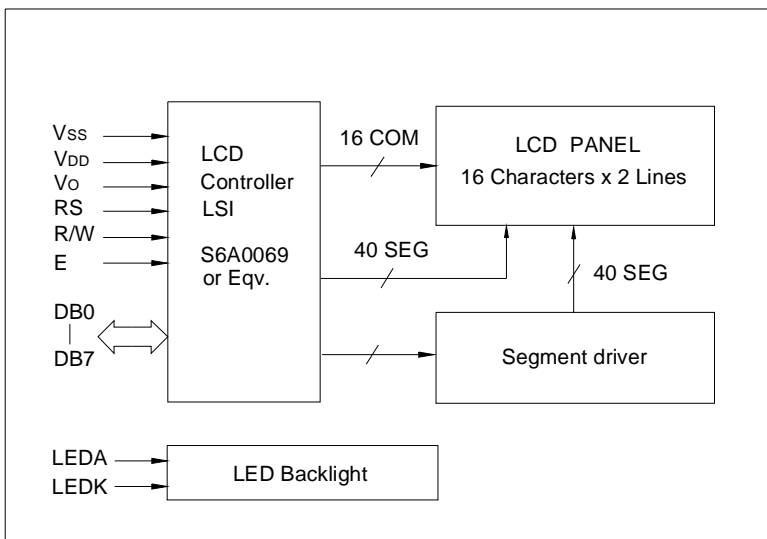 Vss
VDD
Vo
RS
R/W
E
DB0
DB7
LCD
Controller
LSI
S6A0069
or Eqv.
16 COM
40 SEG
LCD PANEL
16 Characters x 2 Lines
40 SEG
Segment driver
LEDA
LEDK
LED Backlight